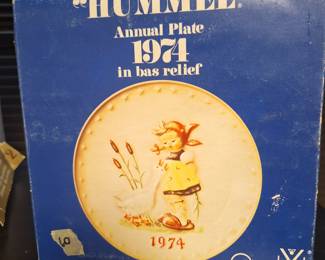 "HUMMEL®
Annual Plate
1974
in bas relief
1974